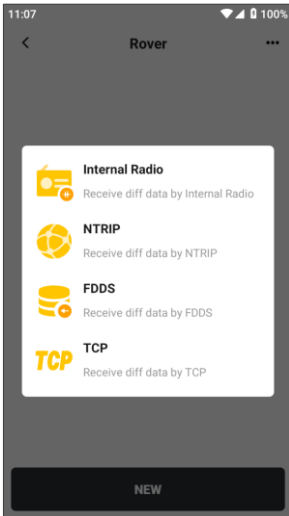 11:07
100%
Rover
Internal Radio
Receive diff data by Internal Radio
NTRIP
Receive diff data by NTRIP
FDDS
Receive diff data by FDDS
TCP
TCP
Receive diff data by TCP
NEW